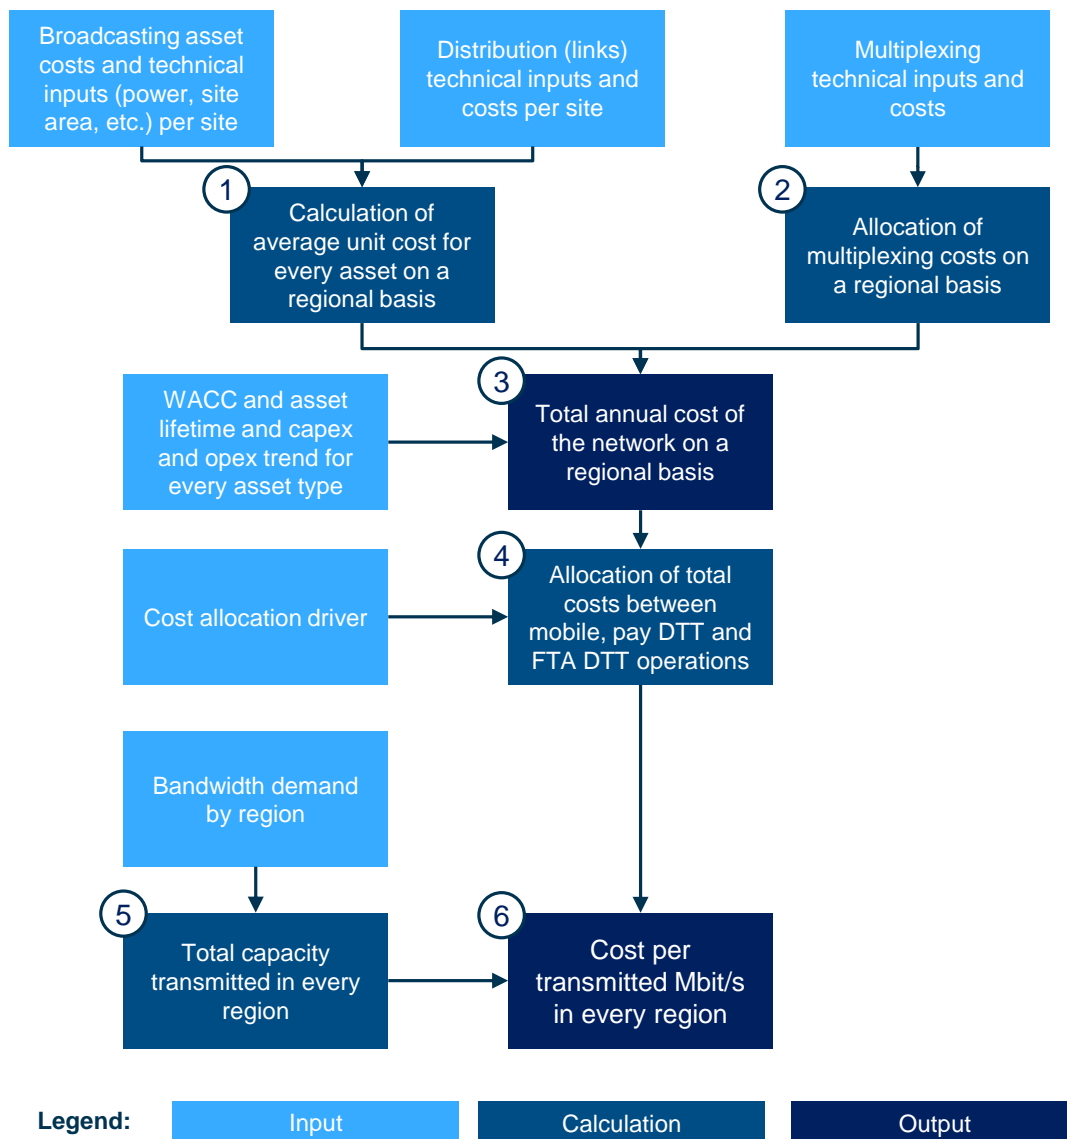 Broadcasting asset
costs and technical
inputs (power, site
area, etc.) per site
Distribution (links)
technical inputs and
costs per site
Multiplexing
technical inputs and
costs
1
Calculation of
average unit cost for
every asset on a
regional basis
2
Allocation of
multiplexing costs on
a regional basis
WACC and asset
lifetime and capex
and opex trend for
every asset type
3
Total annual cost of
the network on a
regional basis
Cost allocation driver
4
Allocation of total
costs between
mobile, pay DTT and
FTA DTT operations
Bandwidth demand
by region
5
Total capacity
transmitted in every
region
6
Cost per
transmitted Mbit/s
in every region
Legend:
Input
Calculation
Output